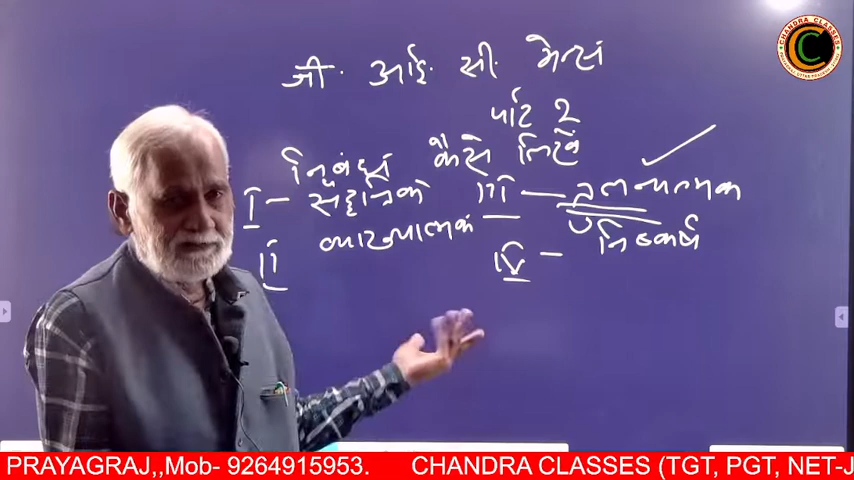 CHANDRA CLASSES
जी. आई. सी. मेन्स
पार्ट 2
निबंध कैसे लिखें
I - सैद्धांतिक III - तुलनात्मक
II व्याख्यात्मक IV - निष्कर्ष
PRAYAGRAJ,,Mob- 9264915953. CHANDRA CLASSES (TGT, PGT, NET-J